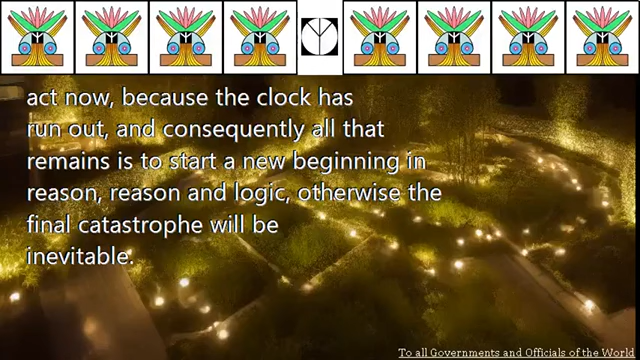 act now, because the clock has
run out, and consequently all that
remains is to start a new beginning in
reason, reason and logic, otherwise the
final catastrophe will be
inevitable.
To all Governments and Officials of the World